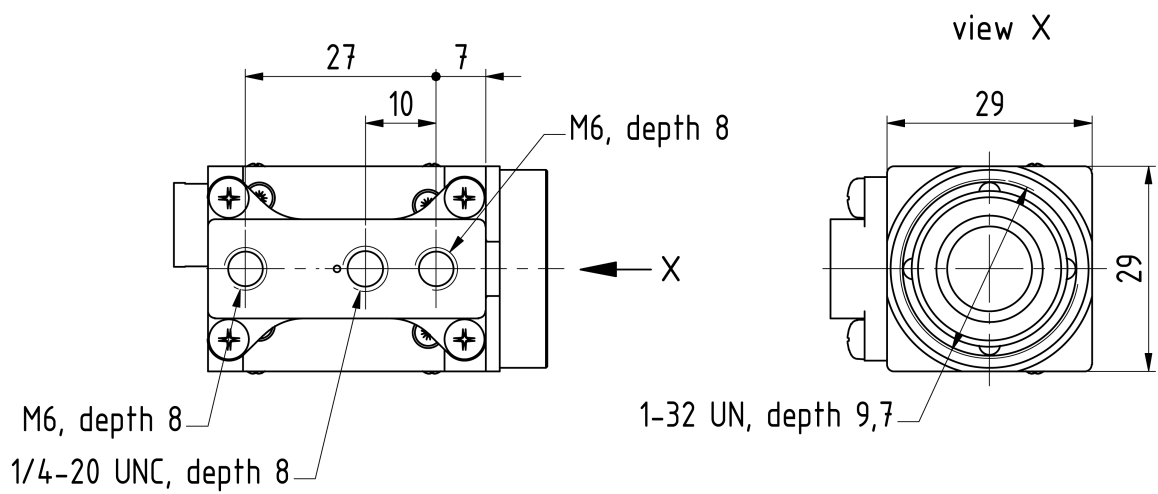 view X
27
7
10
29
M6, depth 8
X
29
M6, depth 8
1-32 UN, depth 9,7
1/4-20 UNC, depth 8